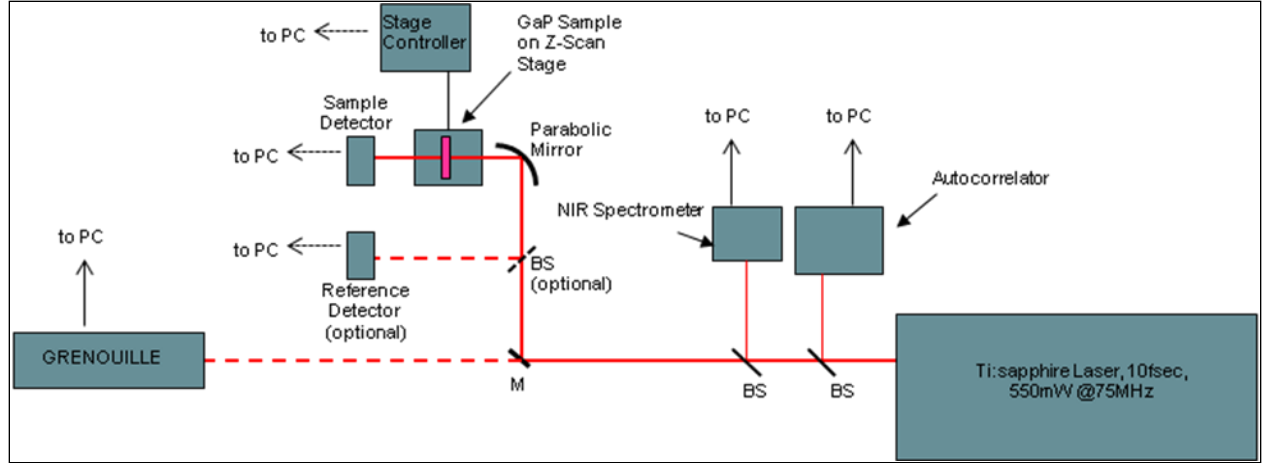 Stage
Controller
to PC
GaP Sample
on Z-Scan
Stage
Sample
Detector
to PC
Parabolic
Mirror
to PC
to PC
Autocorrelator
NIR Spectrometer
to PC
to PC
BS
(optional)
Reference
Detector
(optional)
GRENOUILLE
M
BS
BS
Ti:sapphire Laser, 10fsec,
550mW @75MHz